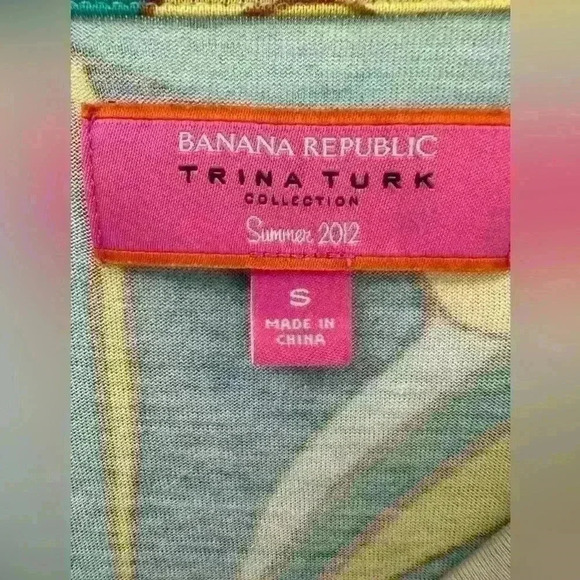 BANANA REPUBLIC
TRINA TURK
COLLECTION
Summer 2012
S
MADE IN
CHINA